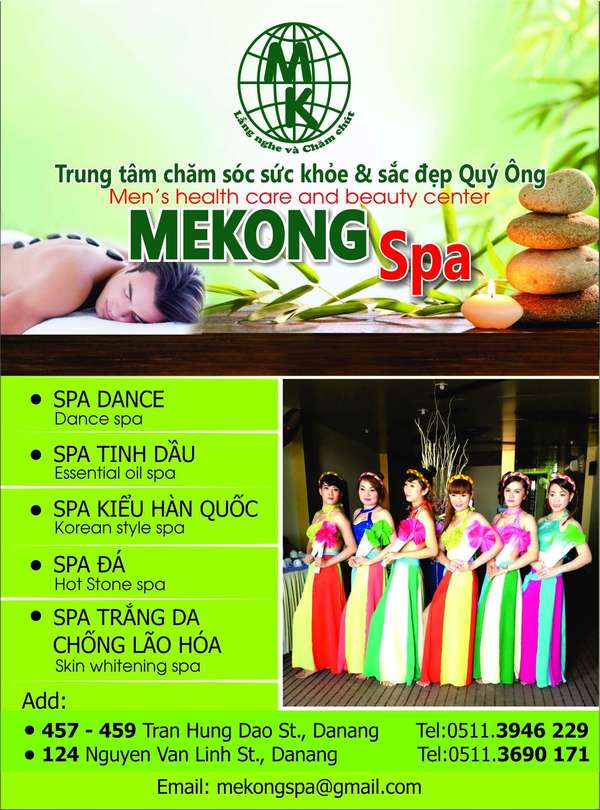 MK
Lắng nghe và Chăm chút
Trung tâm chăm sóc sức khỏe & sắc đẹp Quý Ông
Men's health care and beauty center
MEKONG Spa
• SPA DANCE
Dance spa
• SPA TINH DẦU
Essential oil spa
• SPA KIỂU HÀN QUỐC
Korean style spa
• SPA ĐÁ
Hot Stone spa
• SPA TRẮNG DA
CHỐNG LÃO HÓA
Skin whitening spa
Add:
• 457 - 459 Tran Hung Dao St., Danang Tel:0511.3946 229
• 124 Nguyen Van Linh St., Danang Tel:0511.3690 171
Email: mekongspa@gmail.com